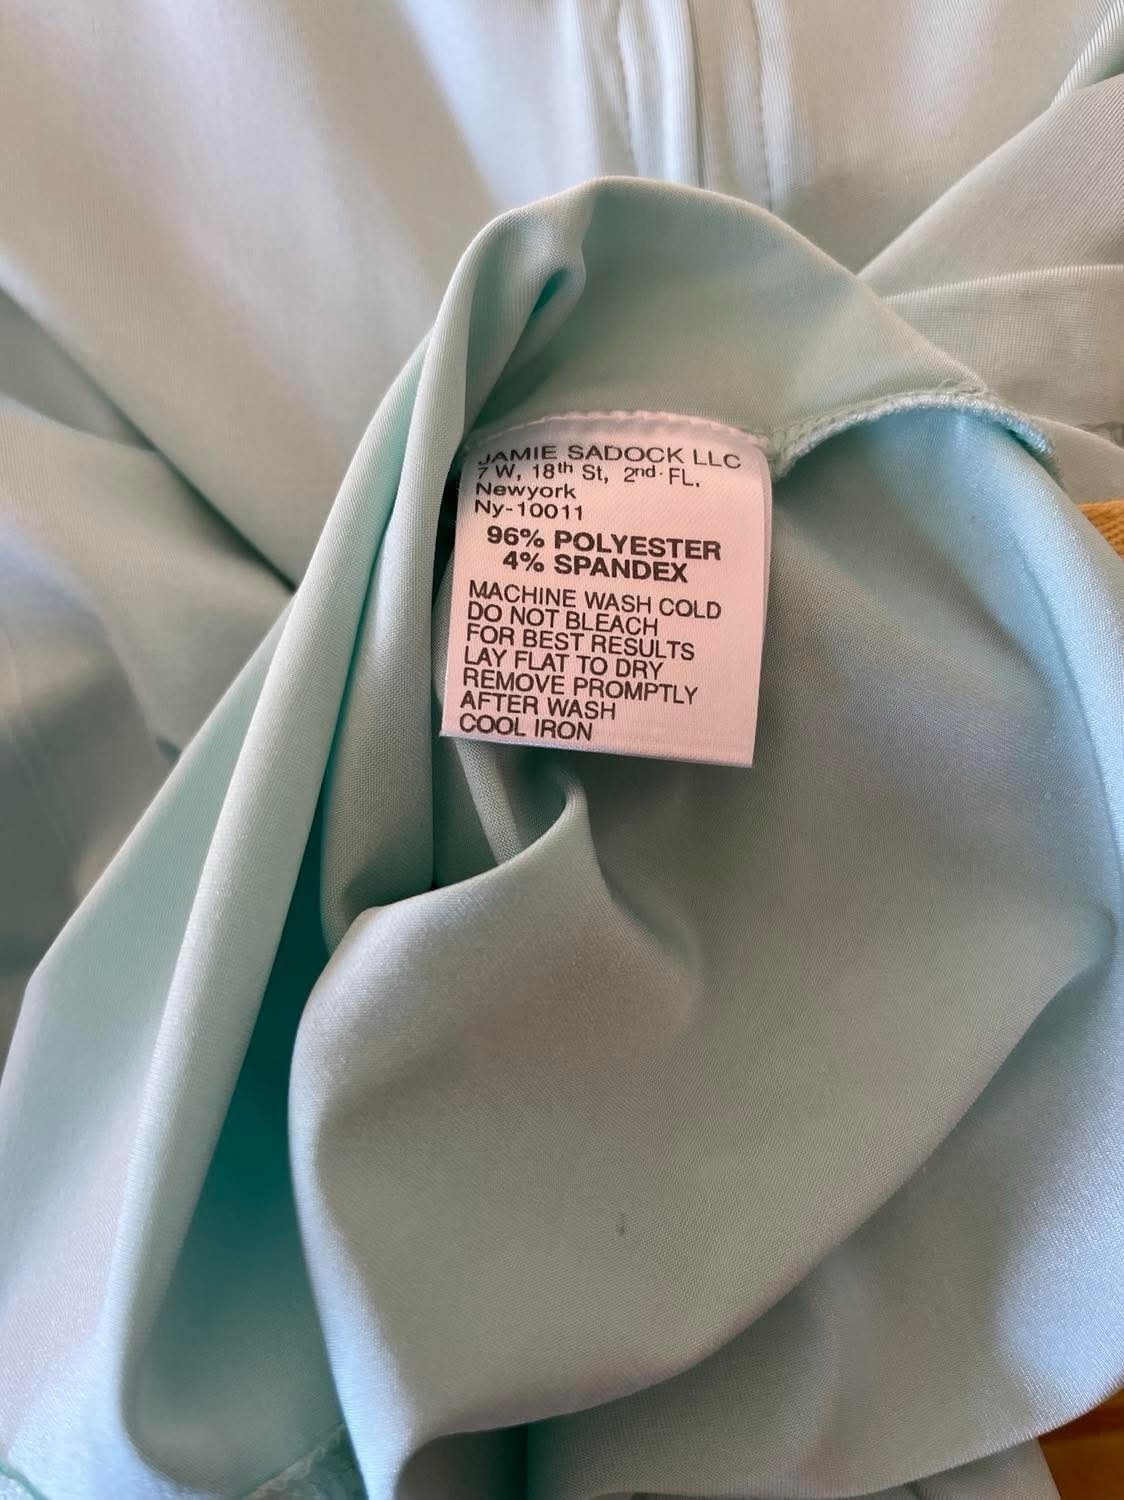 JAMIE SADOCK LLC
7 W, 18th St, 2nd· FL.
Newyork
Ny-10011
96% POLYESTER
4% SPANDEX
MACHINE WASH COLD
DO NOT BLEACH
FOR BEST RESULTS
LAY FLAT TO DRY
REMOVE PROMPTLY
AFTER WASH
COOL IRON